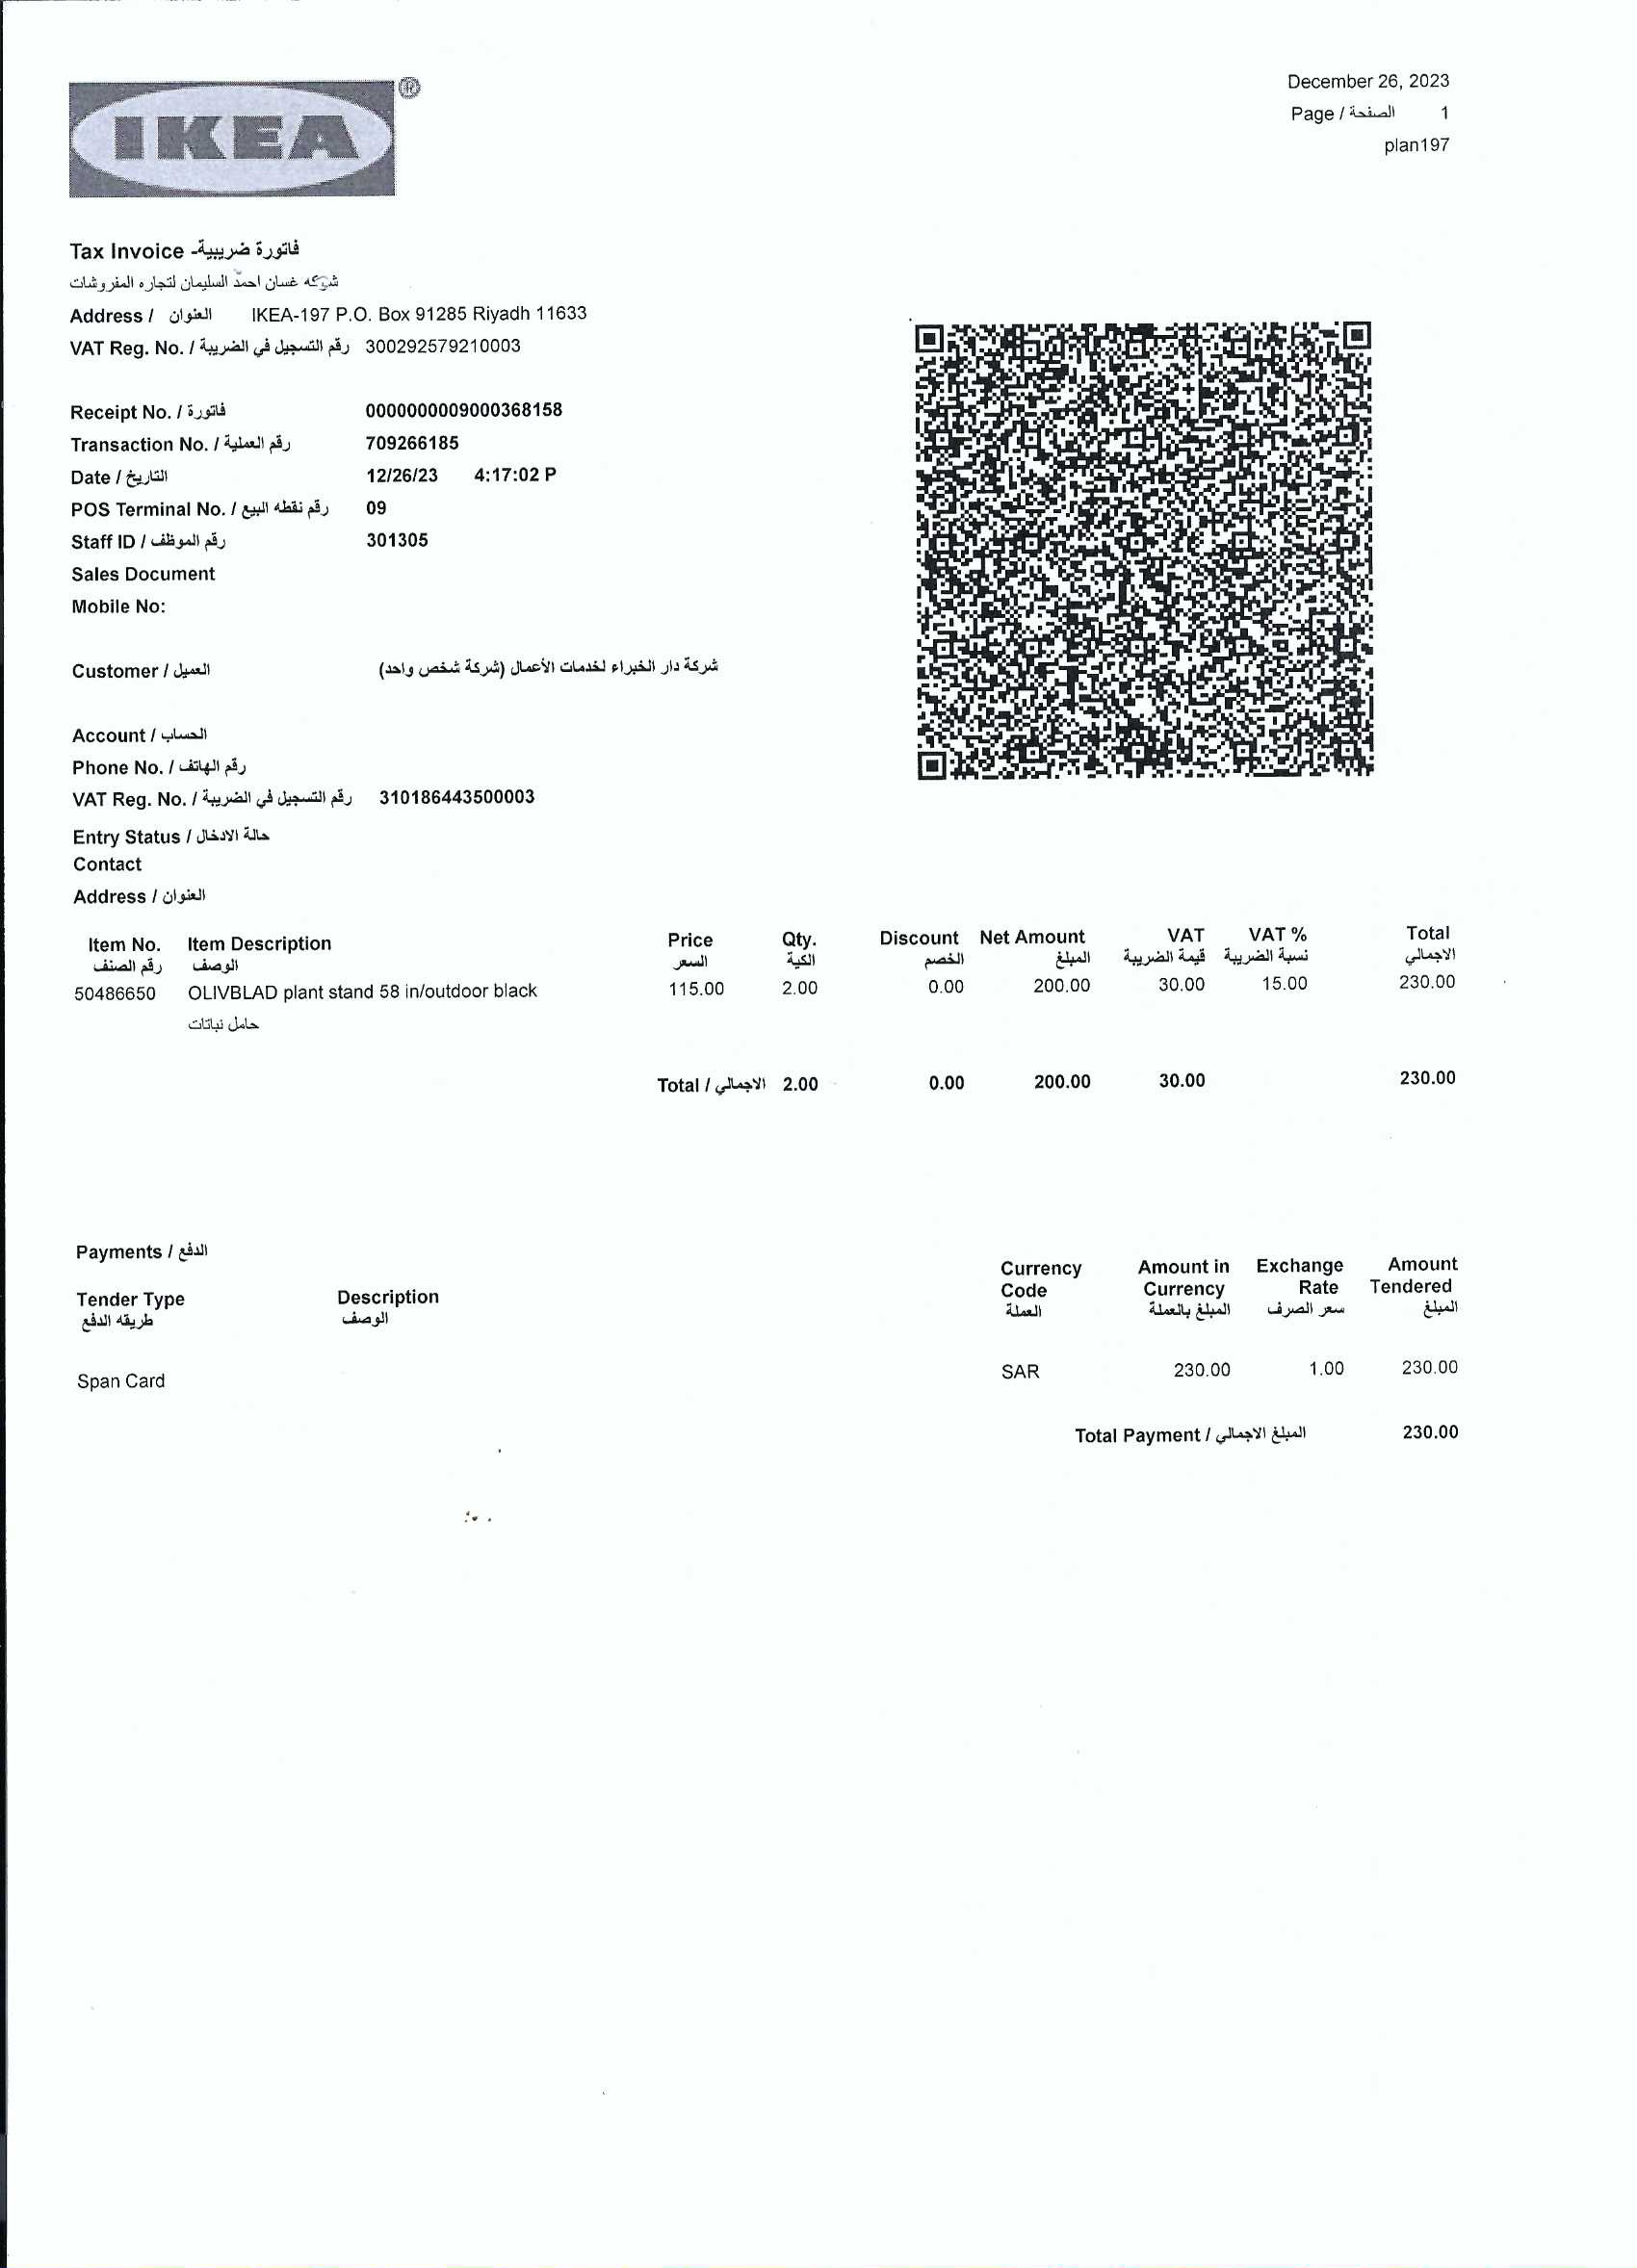 IKEA ®
December 26, 2023
Page / الصفحة 1
plan197
Tax Invoice -فاتورة ضريبية
شركه غسان احمد السليمان لتجاره المفروشات
Address / العنوان IKEA-197 P.O. Box 91285 Riyadh 11633
VAT Reg. No. / رقم التسجيل في الضريبة 300292579210003
Receipt No. / فاتورة 0000000009000368158
Transaction No. / رقم العملية 709266185
Date / التاريخ 12/26/23 4:17:02 P
POS Terminal No. / رقم نقطه البيع 09
Staff ID / رقم الموظف 301305
Sales Document
Mobile No:
Customer / العميل شركة دار الخبراء لخدمات الأعمال (شركة شخص واحد)
Account / الحساب
Phone No. / رقم الهاتف
VAT Reg. No. / رقم التسجيل في الضريبة 310186443500003
Entry Status / حالة الادخال
Contact
Address / العنوان
Item No. Item Description Price Qty. Discount Net Amount VAT VAT % Total
رقم الصنف الوصف السعر الكية الخصم المبلغ قيمة الضريبة نسبة الضريبة الاجمالي
50486650 OLIVBLAD plant stand 58 in/outdoor black 115.00 2.00 0.00 200.00 30.00 15.00 230.00
حامل نباتات
Total / الاجمالي 2.00 0.00 200.00 30.00 230.00
Payments / الدفع
Tender Type Description Currency Code Amount in Currency Exchange Rate Amount Tendered
طريقه الدفع الوصف العملة المبلغ بالعملة سعر الصرف المبلغ
Span Card SAR 230.00 1.00 230.00
Total Payment / المبلغ الاجمالي 230.00